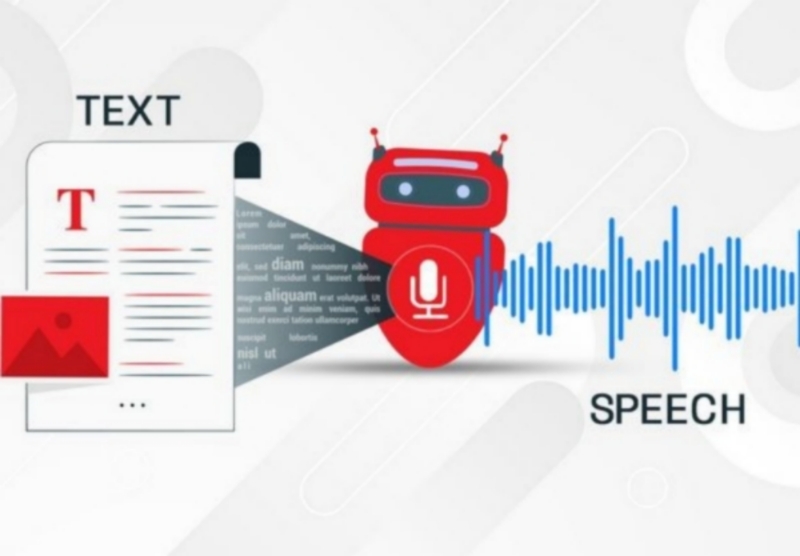 TEXT
T
Lorem
ipsum dolor
sit amet,
consectetuer adipiscing
elit, sed diam nonummy nibh
euismod tincidunt ut laoreet dolore
magna aliquam erat volutpat. Ut
wisi enim ad minim veniam, quis
nostrud exerci tation ullamcorper
suscipit lobortis
nisl ut
ali
...
SPEECH